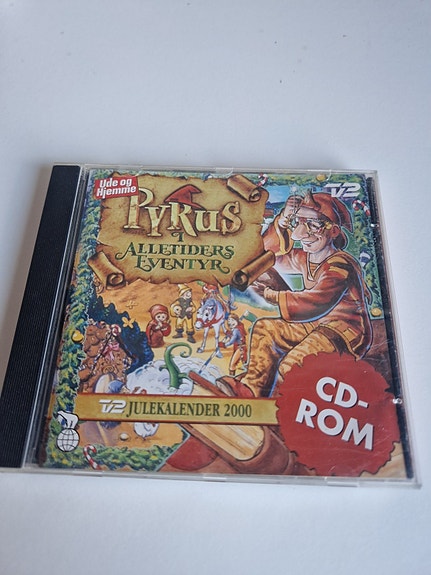 Ude og
Hjemme
PYRUS
I
ALLETIDERS
EVENTYR
TV2
TV2 JULEKALENDER 2000
CD-
ROM